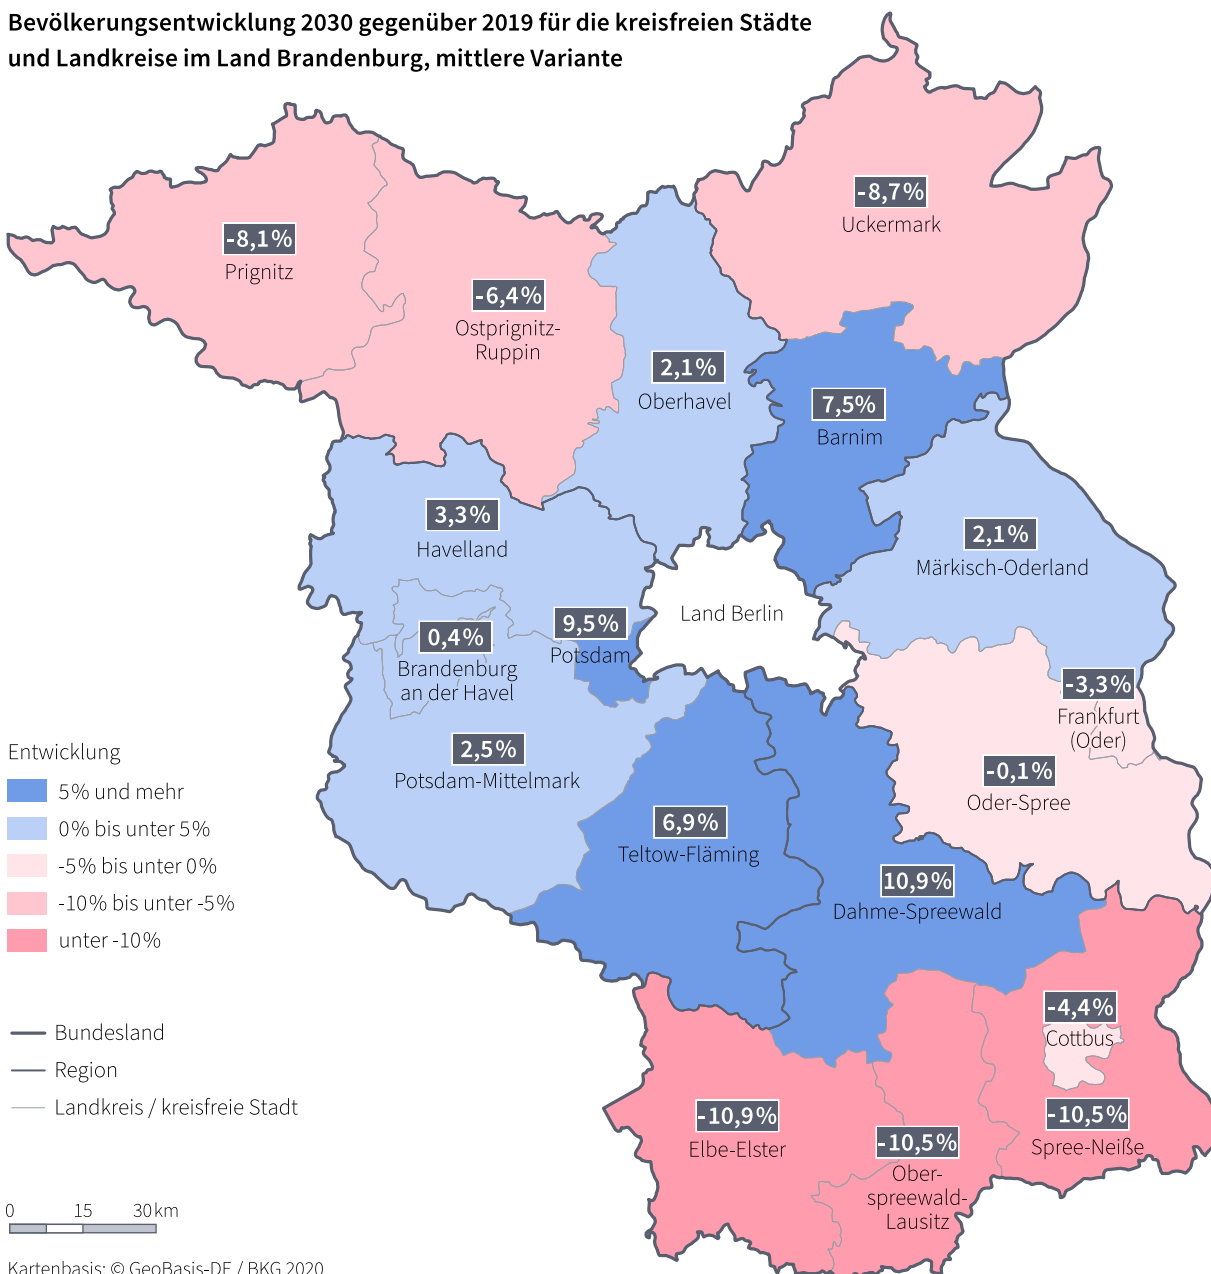 Bevölkerungsentwicklung 2030 gegenüber 2019 für die kreisfreien Städte
und Landkreise im Land Brandenburg, mittlere Variante
-8,7%
Uckermark
-8,1%
Prignitz
-6,4%
Ostprignitz-
Ruppin
2,1%
Oberhavel
7,5%
Barnim
3,3%
Havelland
2,1%
Märkisch-Oderland
Land Berlin
9,5%
Potsdam
0,4%
Brandenburg
an der Havel
-3,3%
Frankfurt
(Oder)
2,5%
Potsdam-Mittelmark
-0,1%
Oder-Spree
6,9%
Teltow-Fläming
10,9%
Dahme-Spreewald
-4,4%
Cottbus
-10,9%
Elbe-Elster
-10,5%
Ober-
spreewald-
Lausitz
-10,5%
Spree-Neiße
Entwicklung
5% und mehr
0% bis unter 5%
-5% bis unter 0%
-10% bis unter -5%
unter -10%
Bundesland
Region
Landkreis / kreisfreie Stadt
0 15 30 km
Kartenbasis: © GeoBasis-DE / BKG 2020